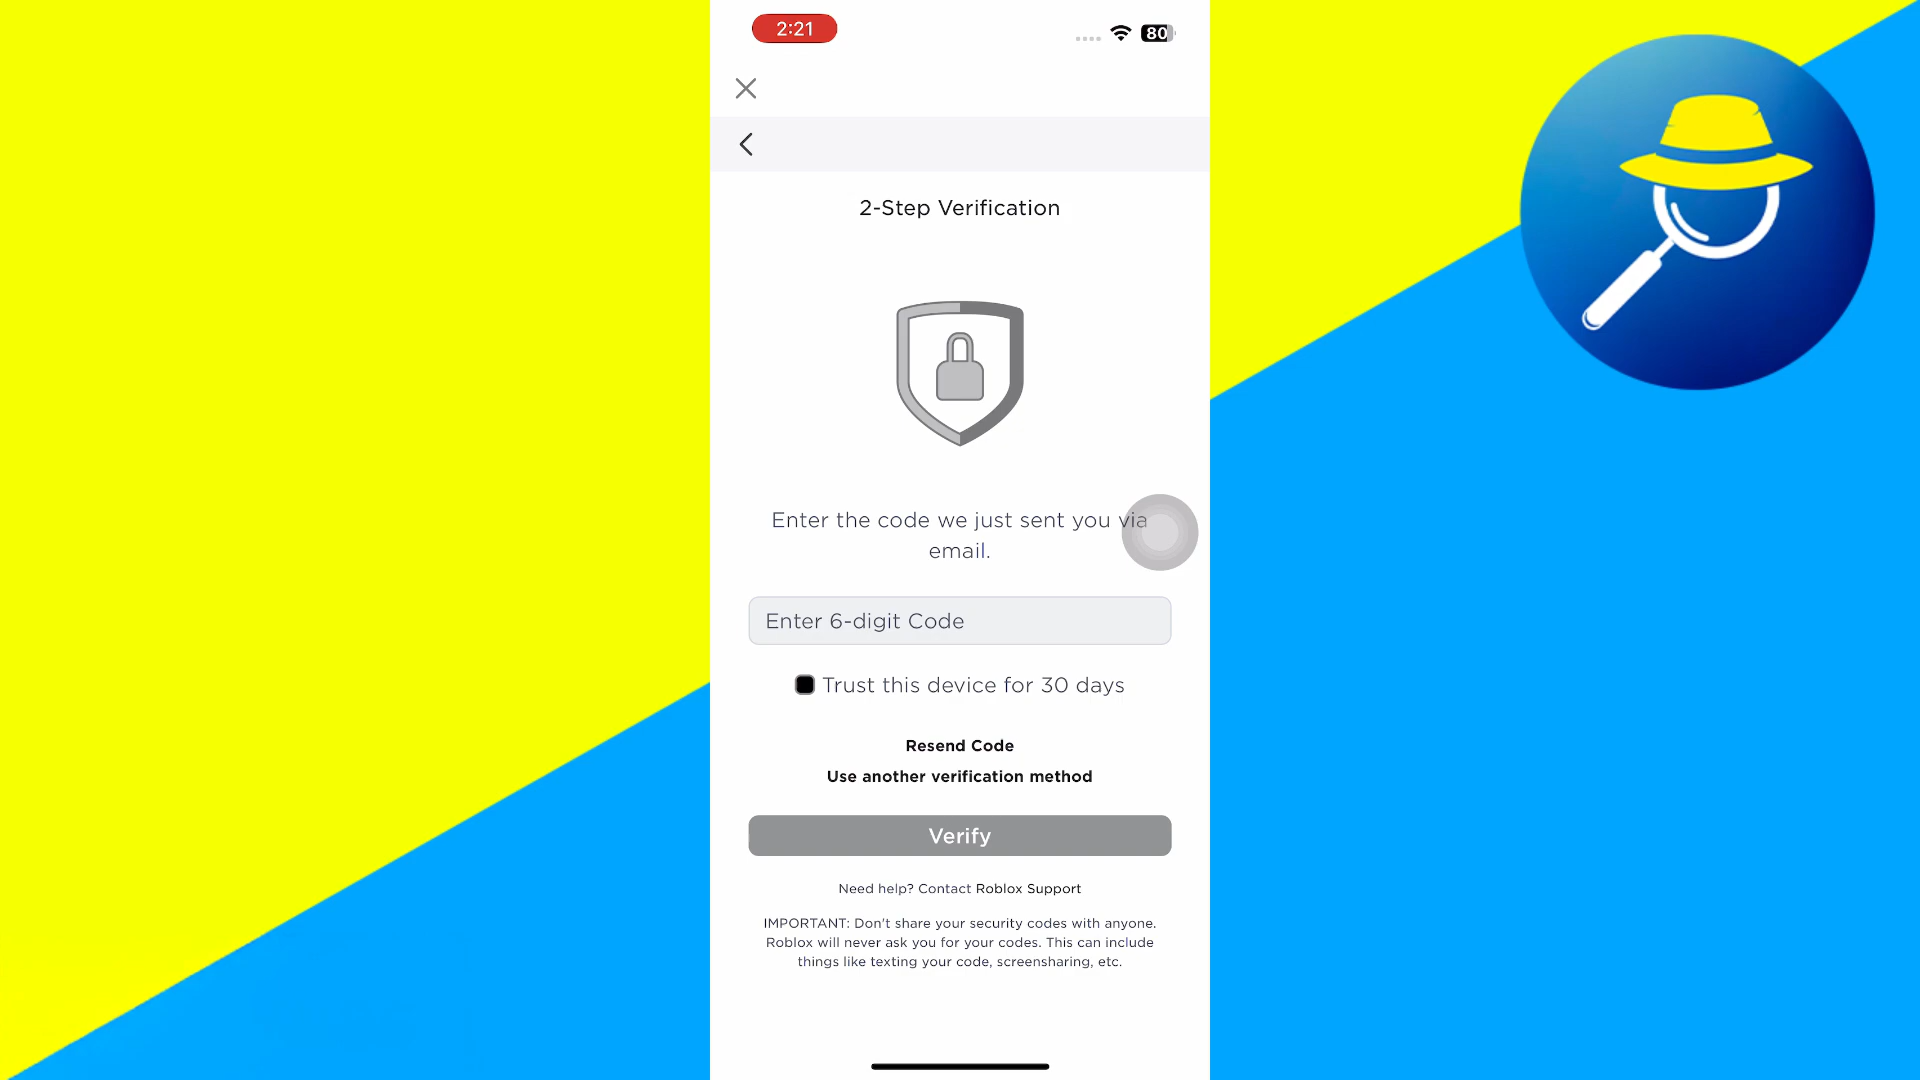 2:21
80
2-Step Verification
Enter the code we just sent you via
email.
Enter 6-digit Code
Trust this device for 30 days
Resend Code
Use another verification method
Verify
Need help? Contact Roblox Support
IMPORTANT: Don't share your security codes with anyone.
Roblox will never ask you for your codes. This can include
things like texting your code, screensharing, etc.